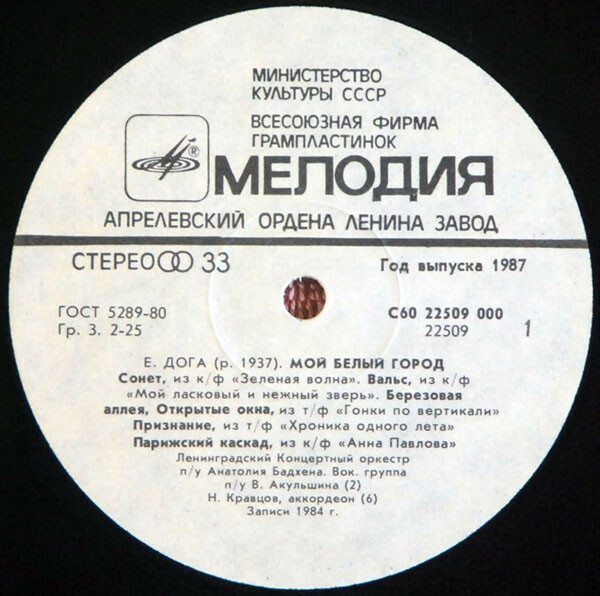 МИНИСТЕРСТВО
КУЛЬТУРЫ СССР
ВСЕСОЮЗНАЯ ФИРМА
ГРАМПЛАСТИНОК
®
МЕЛОДИЯ
АПРЕЛЕВСКИЙ ОРДЕНА ЛЕНИНА ЗАВОД
СТЕРЕО 33
Год выпуска 1987
ГОСТ 5289-80
С60 22509 000
Гр. 3. 2-25
22509 1
Е. ДОГА (р. 1937). МОЙ БЕЛЫЙ ГОРОД
Сонет, из к/ф «Зеленая волна». Вальс, из к/ф
«Мой ласковый и нежный зверь». Березовая
аллея, Открытые окна, из т/ф «Гонки по вертикали»
Признание, из т/ф «Хроника одного лета»
Парижский каскад, из к/ф «Анна Павлова»
Ленинградский Концертный оркестр
п/у Анатолия Бадхена. Вок. группа
п/у В. Акульшина (2)
Н. Кравцов, аккордеон (6)
Записи 1984 г.